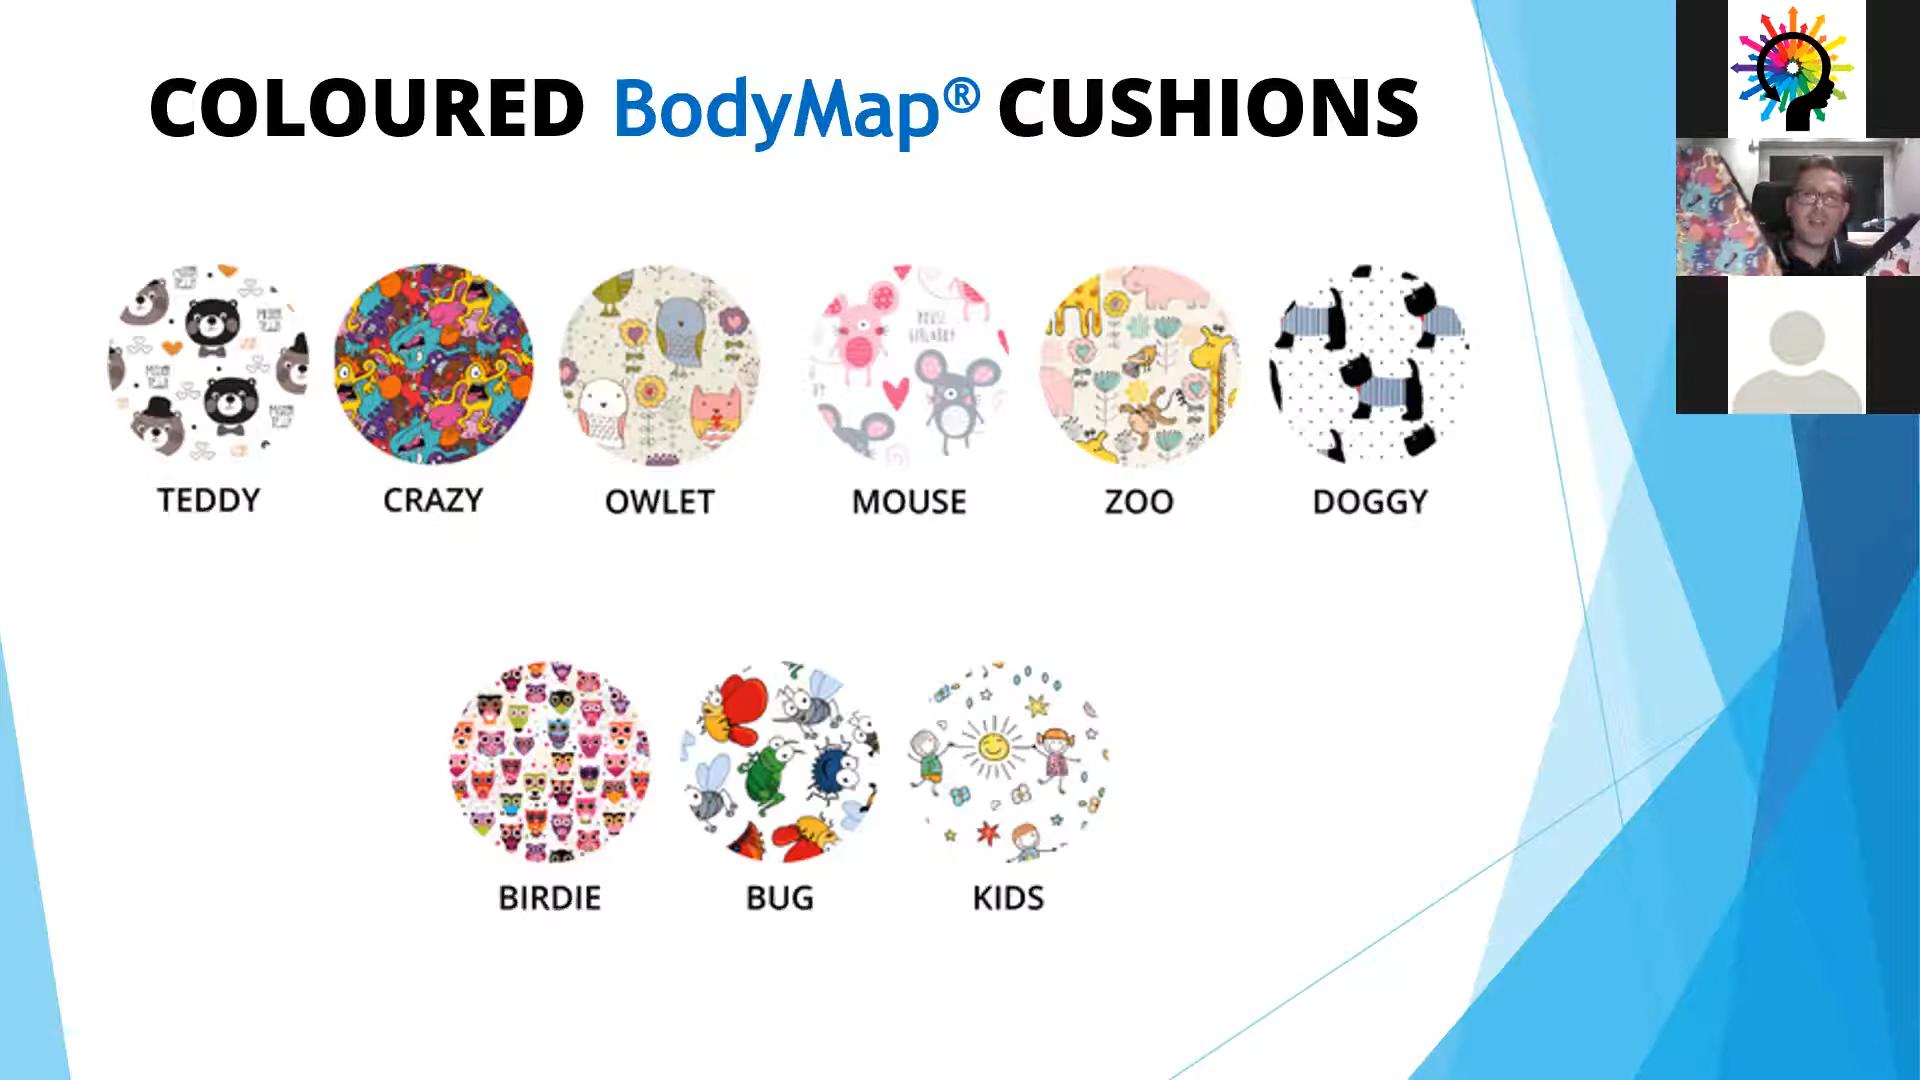 COLOURED BodyMap® CUSHIONS
TEDDY CRAZY OWLET MOUSE ZOO DOGGY
BIRDIE BUG KIDS